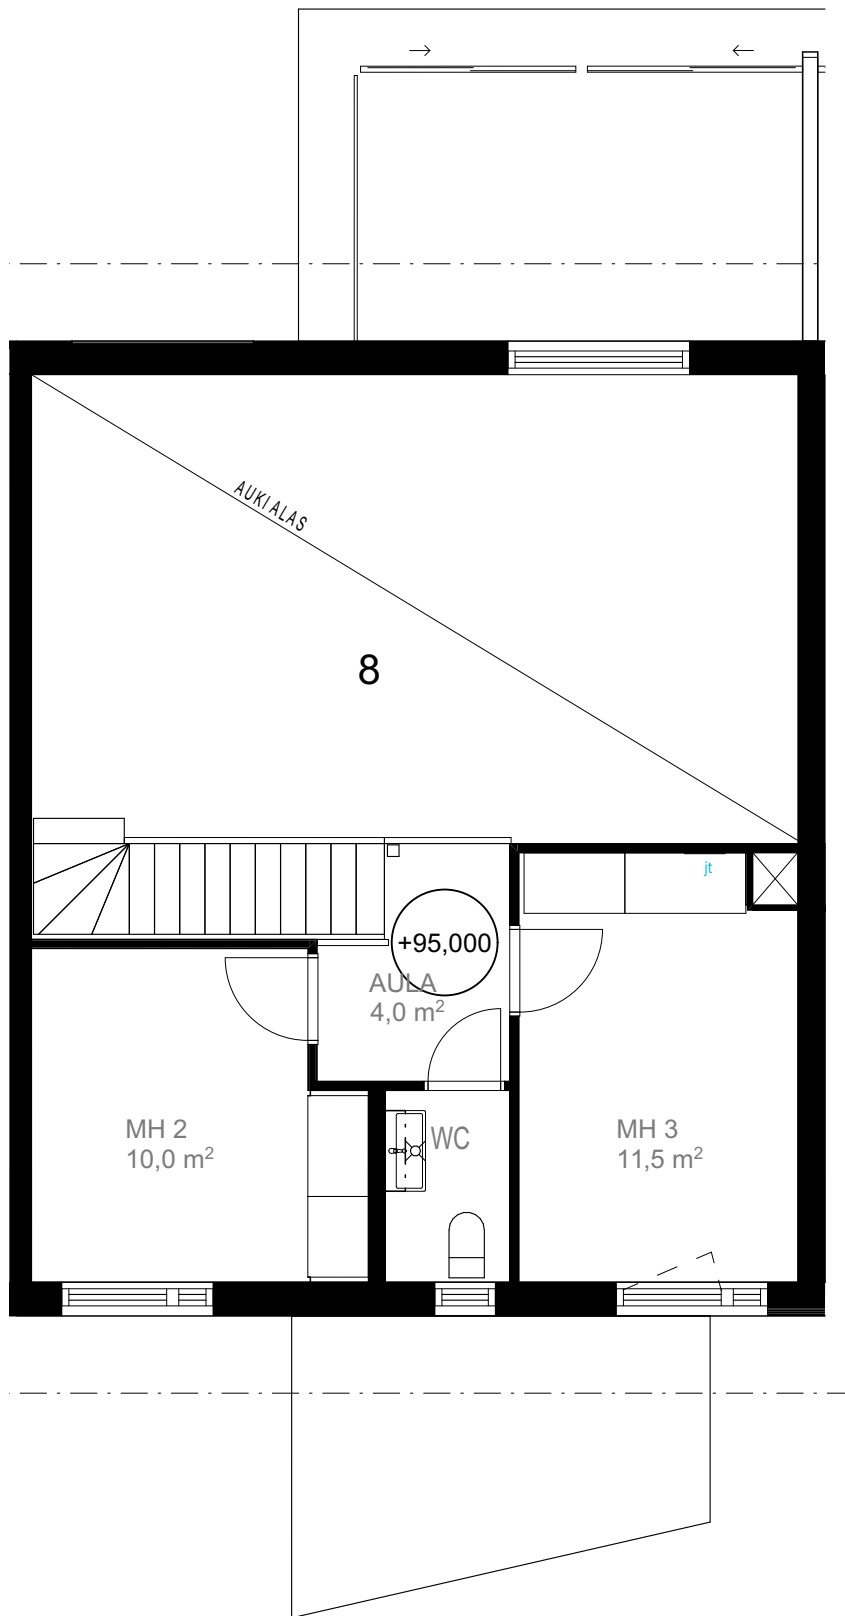 AUKI ALAS
8
jt
+95,000
AULA
4,0 m²
MH 2
10,0 m²
WC
MH 3
11,5 m²